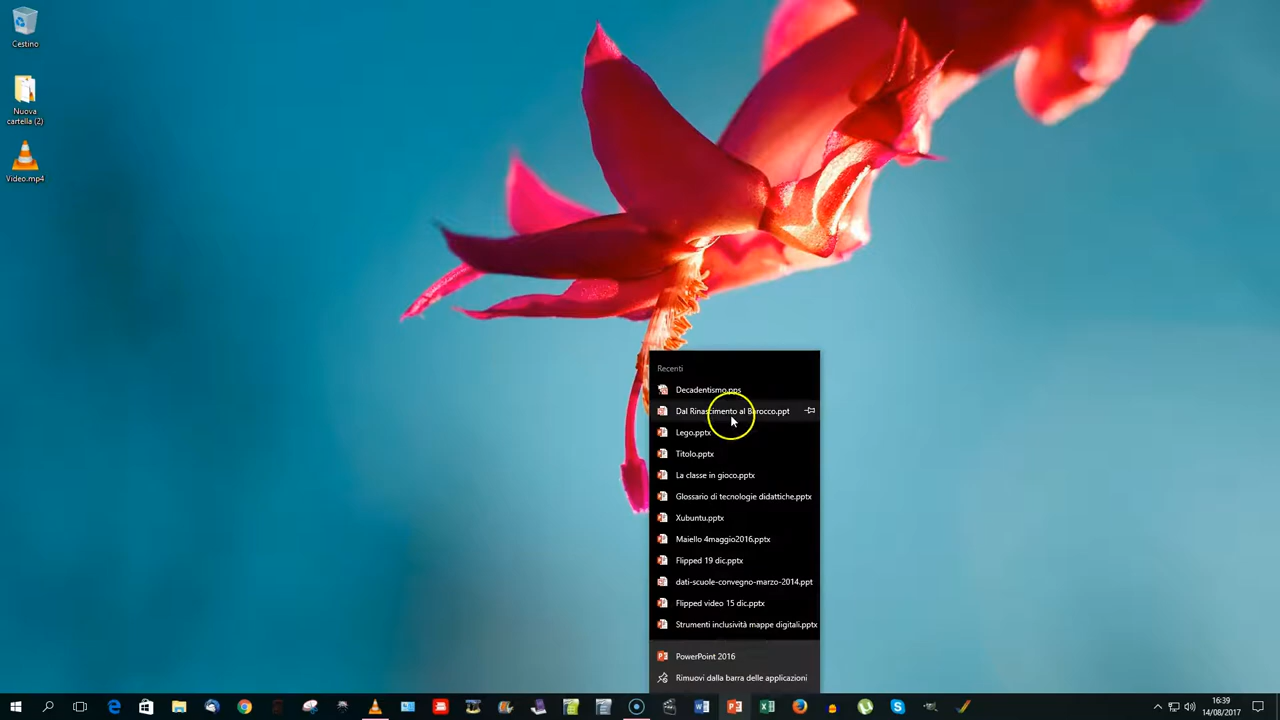 Cestino
Nuova
cartella (2)
Video.mp4
Recenti
Decadentismo.pps
Dal Rinascimento al Barocco.ppt
Lego.pptx
Titolo.pptx
La classe in gioco.pptx
Glossario di tecnologie didattiche.pptx
Xubuntu.pptx
Maiello 4maggio2016.pptx
Flipped 19 dic.pptx
dati-scuole-convegno-marzo-2014.ppt
Flipped video 15 dic.pptx
Strumenti inclusività mappe digitali.pptx
PowerPoint 2016
Rimuovi dalla barra delle applicazioni
16:39
14/08/2017